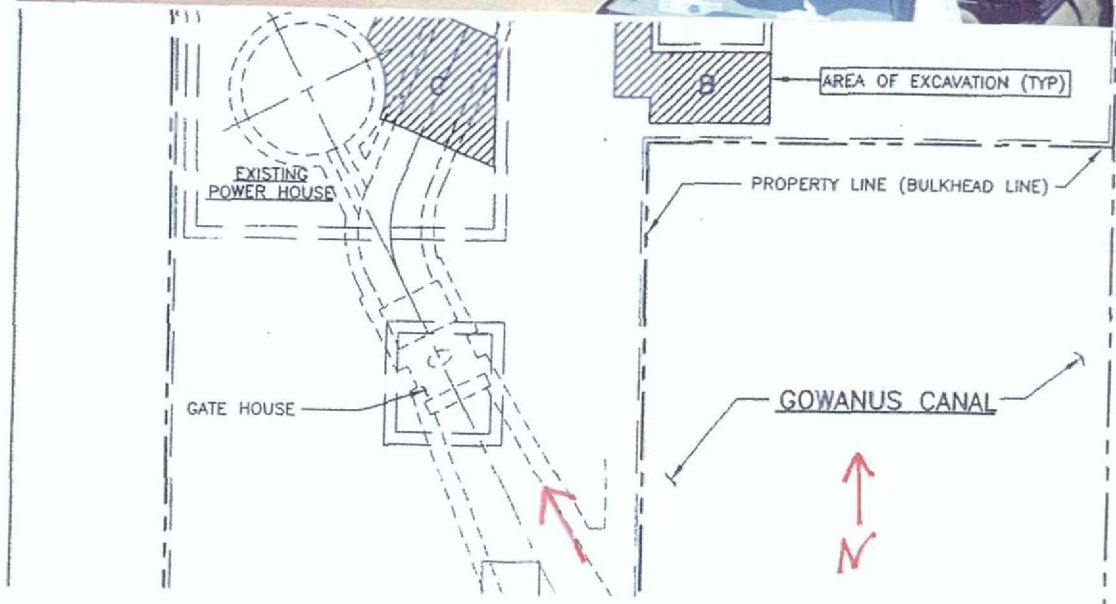 C
B
AREA OF EXCAVATION (TYP)
EXISTING
POWER HOUSE
PROPERTY LINE (BULKHEAD LINE)
GATE HOUSE
GOWANUS CANAL
N